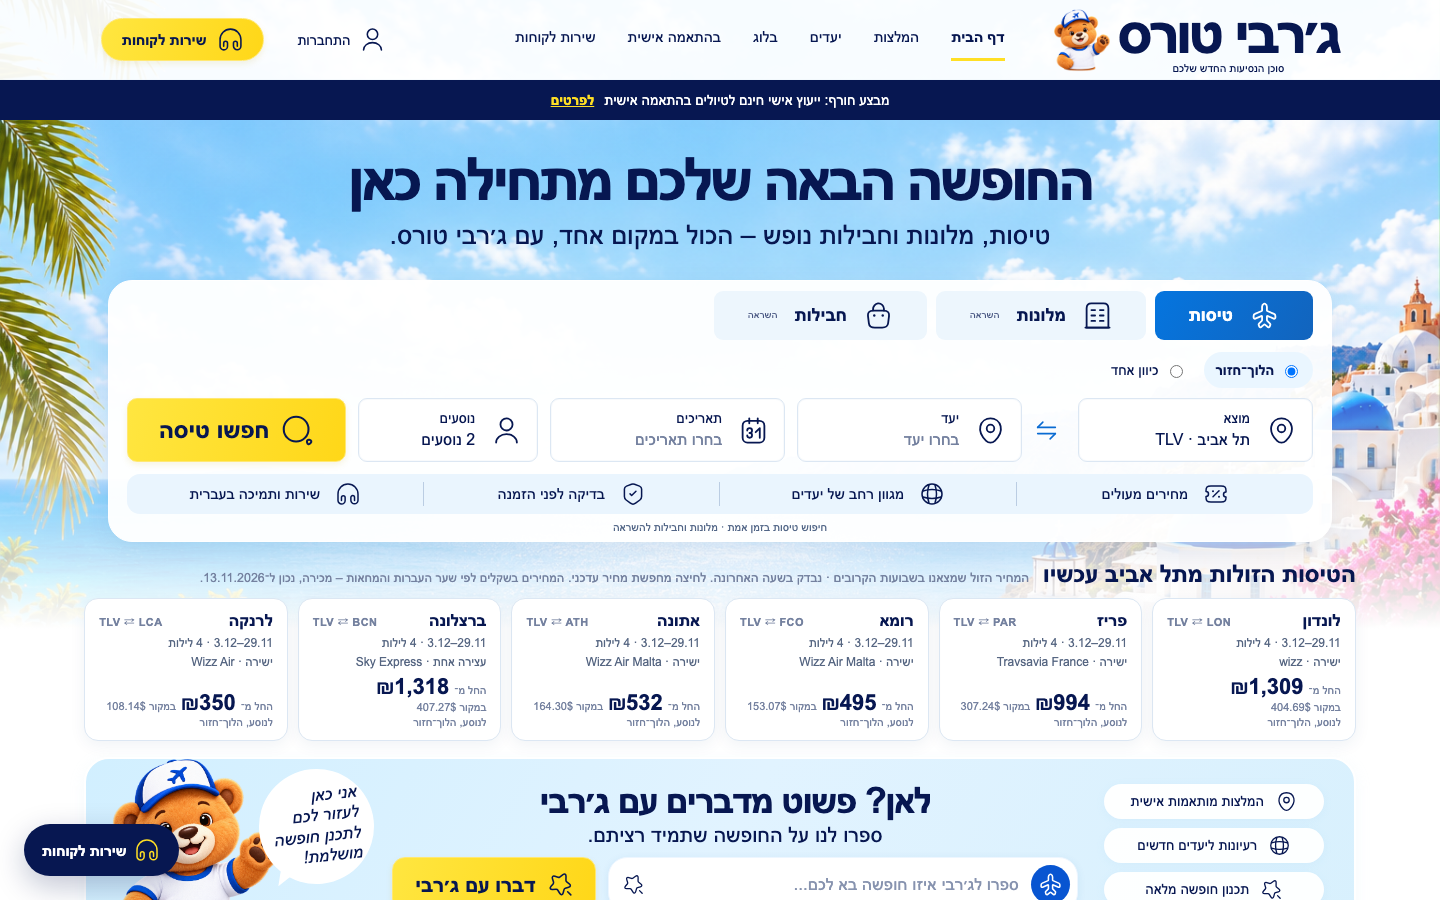 ג׳רבי טורס
סוכן הנסיעות החדש שלכם
דף הבית
המלצות
יעדים
בלוג
בהתאמה אישית
שירות לקוחות
התחברות
שירות לקוחות
מבצע חורף: ייעוץ אישי חינם לטיולים בהתאמה אישית לפרטים
החופשה הבאה שלכם מתחילה כאן
טיסות, מלונות וחבילות נופש – הכול במקום אחד, עם ג׳רבי טורס.
טיסות
מלונות השראה
חבילות השראה
הלוך־חזור
כיוון אחד
מוצא
תל אביב · TLV
יעד
בחרו יעד
תאריכים
בחרו תאריכים
נוסעים
2 נוסעים
חפשו טיסה
מחירים מעולים
מגוון רחב של יעדים
בדיקה לפני הזמנה
שירות ותמיכה בעברית
חיפוש טיסות בזמן אמת · מלונות וחבילות להשראה
הטיסות הזולות מתל אביב עכשיו
המחיר הזול שמצאנו בשבועות הקרובים · נבדק בשעה האחרונה. לחיצה מחפשת מחיר עדכני. המחירים בשקלים לפי שער העברות והמחאות – מכירה, נכון ל־13.11.2026.
לונדון TLV ⇄ LON
29.11–3.12 · 4 לילות
ישירה · wizz
החל מ־ ₪1,309
במקור 404.69$
לנוסע, הלוך־חזור
פריז TLV ⇄ PAR
29.11–3.12 · 4 לילות
ישירה · Travsavia France
החל מ־ ₪994 במקור 307.24$
לנוסע, הלוך־חזור
רומא TLV ⇄ FCO
29.11–3.12 · 4 לילות
ישירה · Wizz Air Malta
החל מ־ ₪495 במקור 153.07$
לנוסע, הלוך־חזור
אתונה TLV ⇄ ATH
29.11–3.12 · 4 לילות
ישירה · Wizz Air Malta
החל מ־ ₪532 במקור 164.30$
לנוסע, הלוך־חזור
ברצלונה TLV ⇄ BCN
29.11–3.12 · 4 לילות
עצירה אחת · Sky Express
החל מ־ ₪1,318
במקור 407.27$
לנוסע, הלוך־חזור
לרנקה TLV ⇄ LCA
29.11–3.12 · 4 לילות
ישירה · Wizz Air
החל מ־ ₪350 במקור 108.14$
לנוסע, הלוך־חזור
המלצות מותאמות אישית
רעיונות ליעדים חדשים
תכנון חופשה מלאה
לאן? פשוט מדברים עם ג׳רבי
ספרו לנו על החופשה שתמיד רציתם.
ספרו לג׳רבי איזו חופשה בא לכם...
דברו עם ג׳רבי
אני כאן
לעזור לכם
לתכנן חופשה
מושלמת!
שירות לקוחות